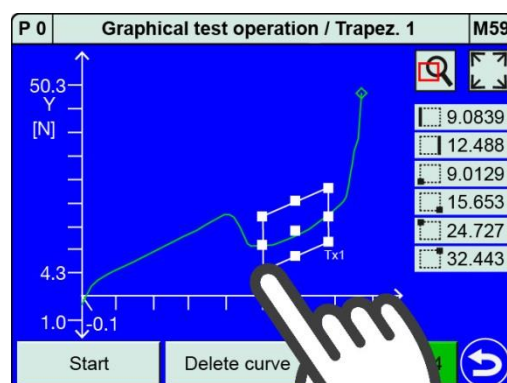 P 0 Graphical test operation / Trapez. 1 M59
50.3
Y
[N]
4.3
1.0
-0.1
Tx1
9.0839
12.488
9.0129
15.653
24.727
32.443
Start Delete curve 4